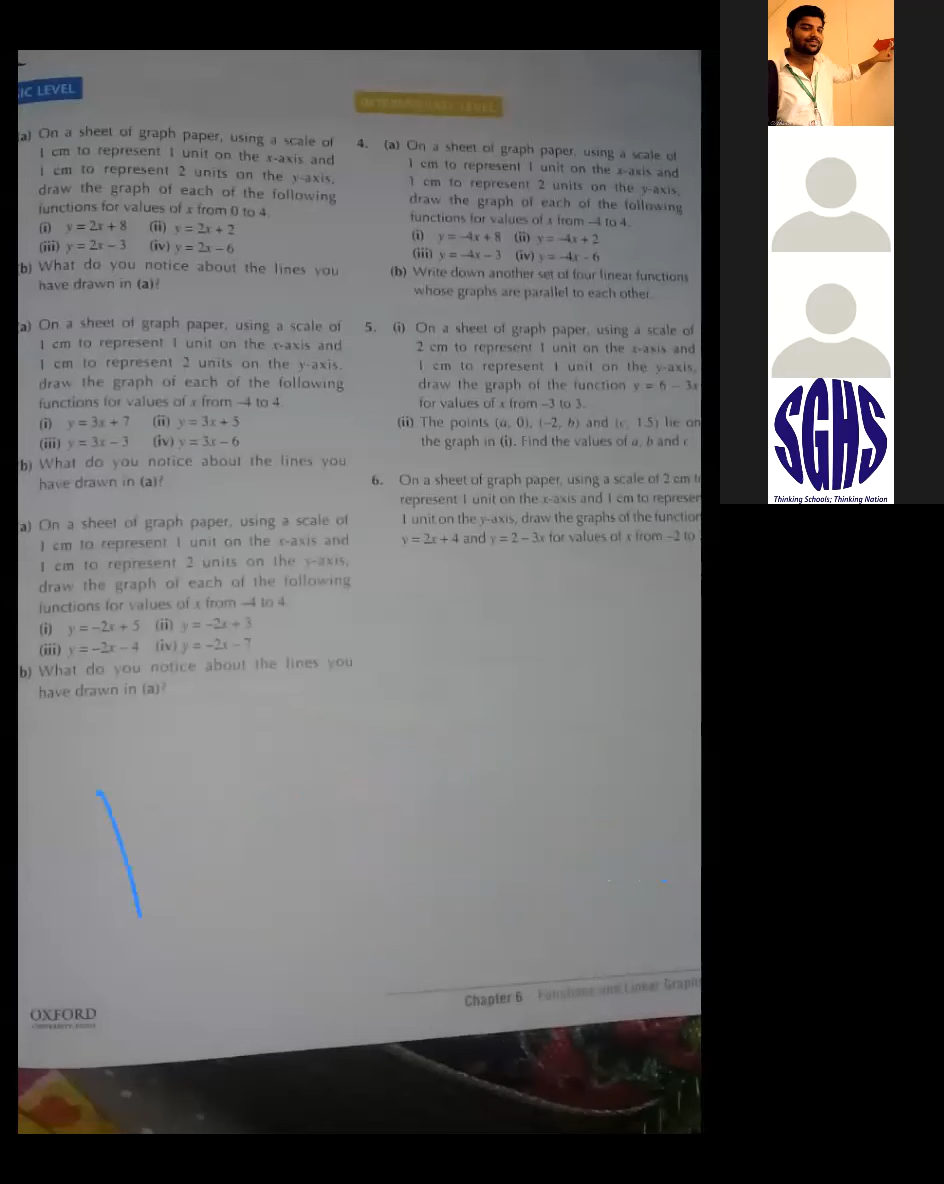 IC LEVEL
a) On a sheet of graph paper, using a scale of
1 cm to represent 1 unit on the x-axis and
1 cm to represent 2 units on the y-axis,
draw the graph of each of the following
functions for values of x from 0 to 4.
(i) y = 2x + 8 (ii) y = 2x + 2
(iii) y = 2x − 3 (iv) y = 2x − 6
b) What do you notice about the lines you
have drawn in (a)?
a) On a sheet of graph paper, using a scale of
1 cm to represent 1 unit on the x-axis and
1 cm to represent 2 units on the y-axis,
draw the graph of each of the following
functions for values of x from −4 to 4.
(i) y = 3x + 7 (ii) y = 3x + 5
(iii) y = 3x − 3 (iv) y = 3x − 6
b) What do you notice about the lines you
have drawn in (a)?
a) On a sheet of graph paper, using a scale of
1 cm to represent 1 unit on the x-axis and
1 cm to represent 2 units on the y-axis,
draw the graph of each of the following
functions for values of x from −4 to 4.
(i) y = −2x + 5 (ii) y = −2x + 3
(iii) y = −2x − 4 (iv) y = −2x − 7
b) What do you notice about the lines you
have drawn in (a)?
OXFORD
UNIVERSITY PRESS
INTERMEDIATE LEVEL
4. (a) On a sheet of graph paper, using a scale of
1 cm to represent 1 unit on the x-axis and
1 cm to represent 2 units on the y-axis,
draw the graph of each of the following
functions for values of x from −4 to 4.
(i) y = −4x + 8 (ii) y = −4x + 2
(iii) y = −4x − 3 (iv) y = −4x − 6
(b) Write down another set of four linear functions
whose graphs are parallel to each other.
5. (i) On a sheet of graph paper, using a scale of
2 cm to represent 1 unit on the x-axis and
1 cm to represent 1 unit on the y-axis,
draw the graph of the function y = 6 − 3x
for values of x from −3 to 3.
(ii) The points (a, 0), (−2, b) and (c, 1.5) lie on
the graph in (i). Find the values of a, b and c.
6. On a sheet of graph paper, using a scale of 2 cm t
represent 1 unit on the x-axis and 1 cm to represen
1 unit on the y-axis, draw the graphs of the function
y = 2x + 4 and y = 2 − 3x for values of x from −2 to
Chapter 6 Functions and Linear Graph
SGHS
Thinking Schools; Thinking Nation